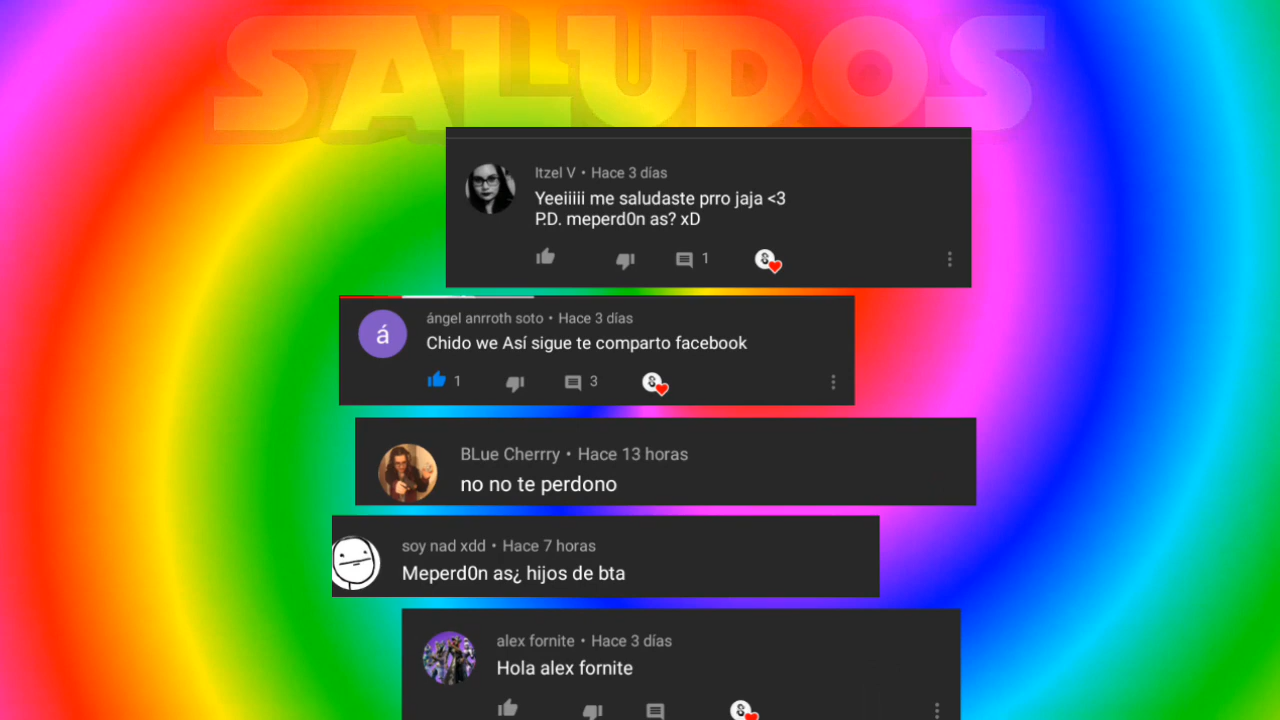 SALUDOS
Itzel V • Hace 3 días
Yeeiiiii me saludaste prro jaja <3
P.D. meperd0n as? xD
1
á
ángel anrroth soto • Hace 3 días
Chido we Así sigue te comparto facebook
1 3
BLue Cherrry • Hace 13 horas
no no te perdono
soy nad xdd • Hace 7 horas
Meperd0n as¿ hijos de bta
alex fornite • Hace 3 días
Hola alex fornite